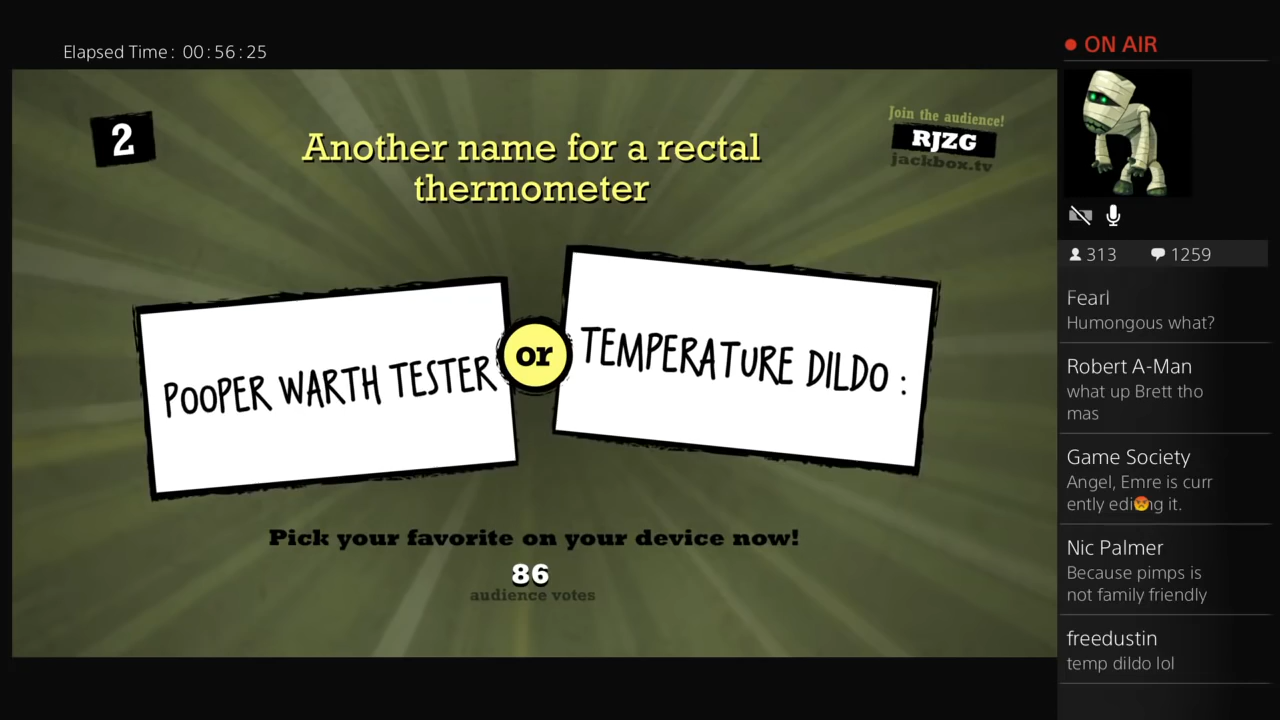 Elapsed Time: 00:56:25
ON AIR
2
Another name for a rectal
thermometer
Join the audience!
RJZG
jackbox.tv
POOPER WARTH TESTER
or
TEMPERATURE DILDO :
Pick your favorite on your device now!
86
audience votes
313 1259
Fearl
Humongous what?
Robert A-Man
what up Brett tho
mas
Game Society
Angel, Emre is curr
ently editing it.
Nic Palmer
Because pimps is
not family friendly
freedustin
temp dildo lol